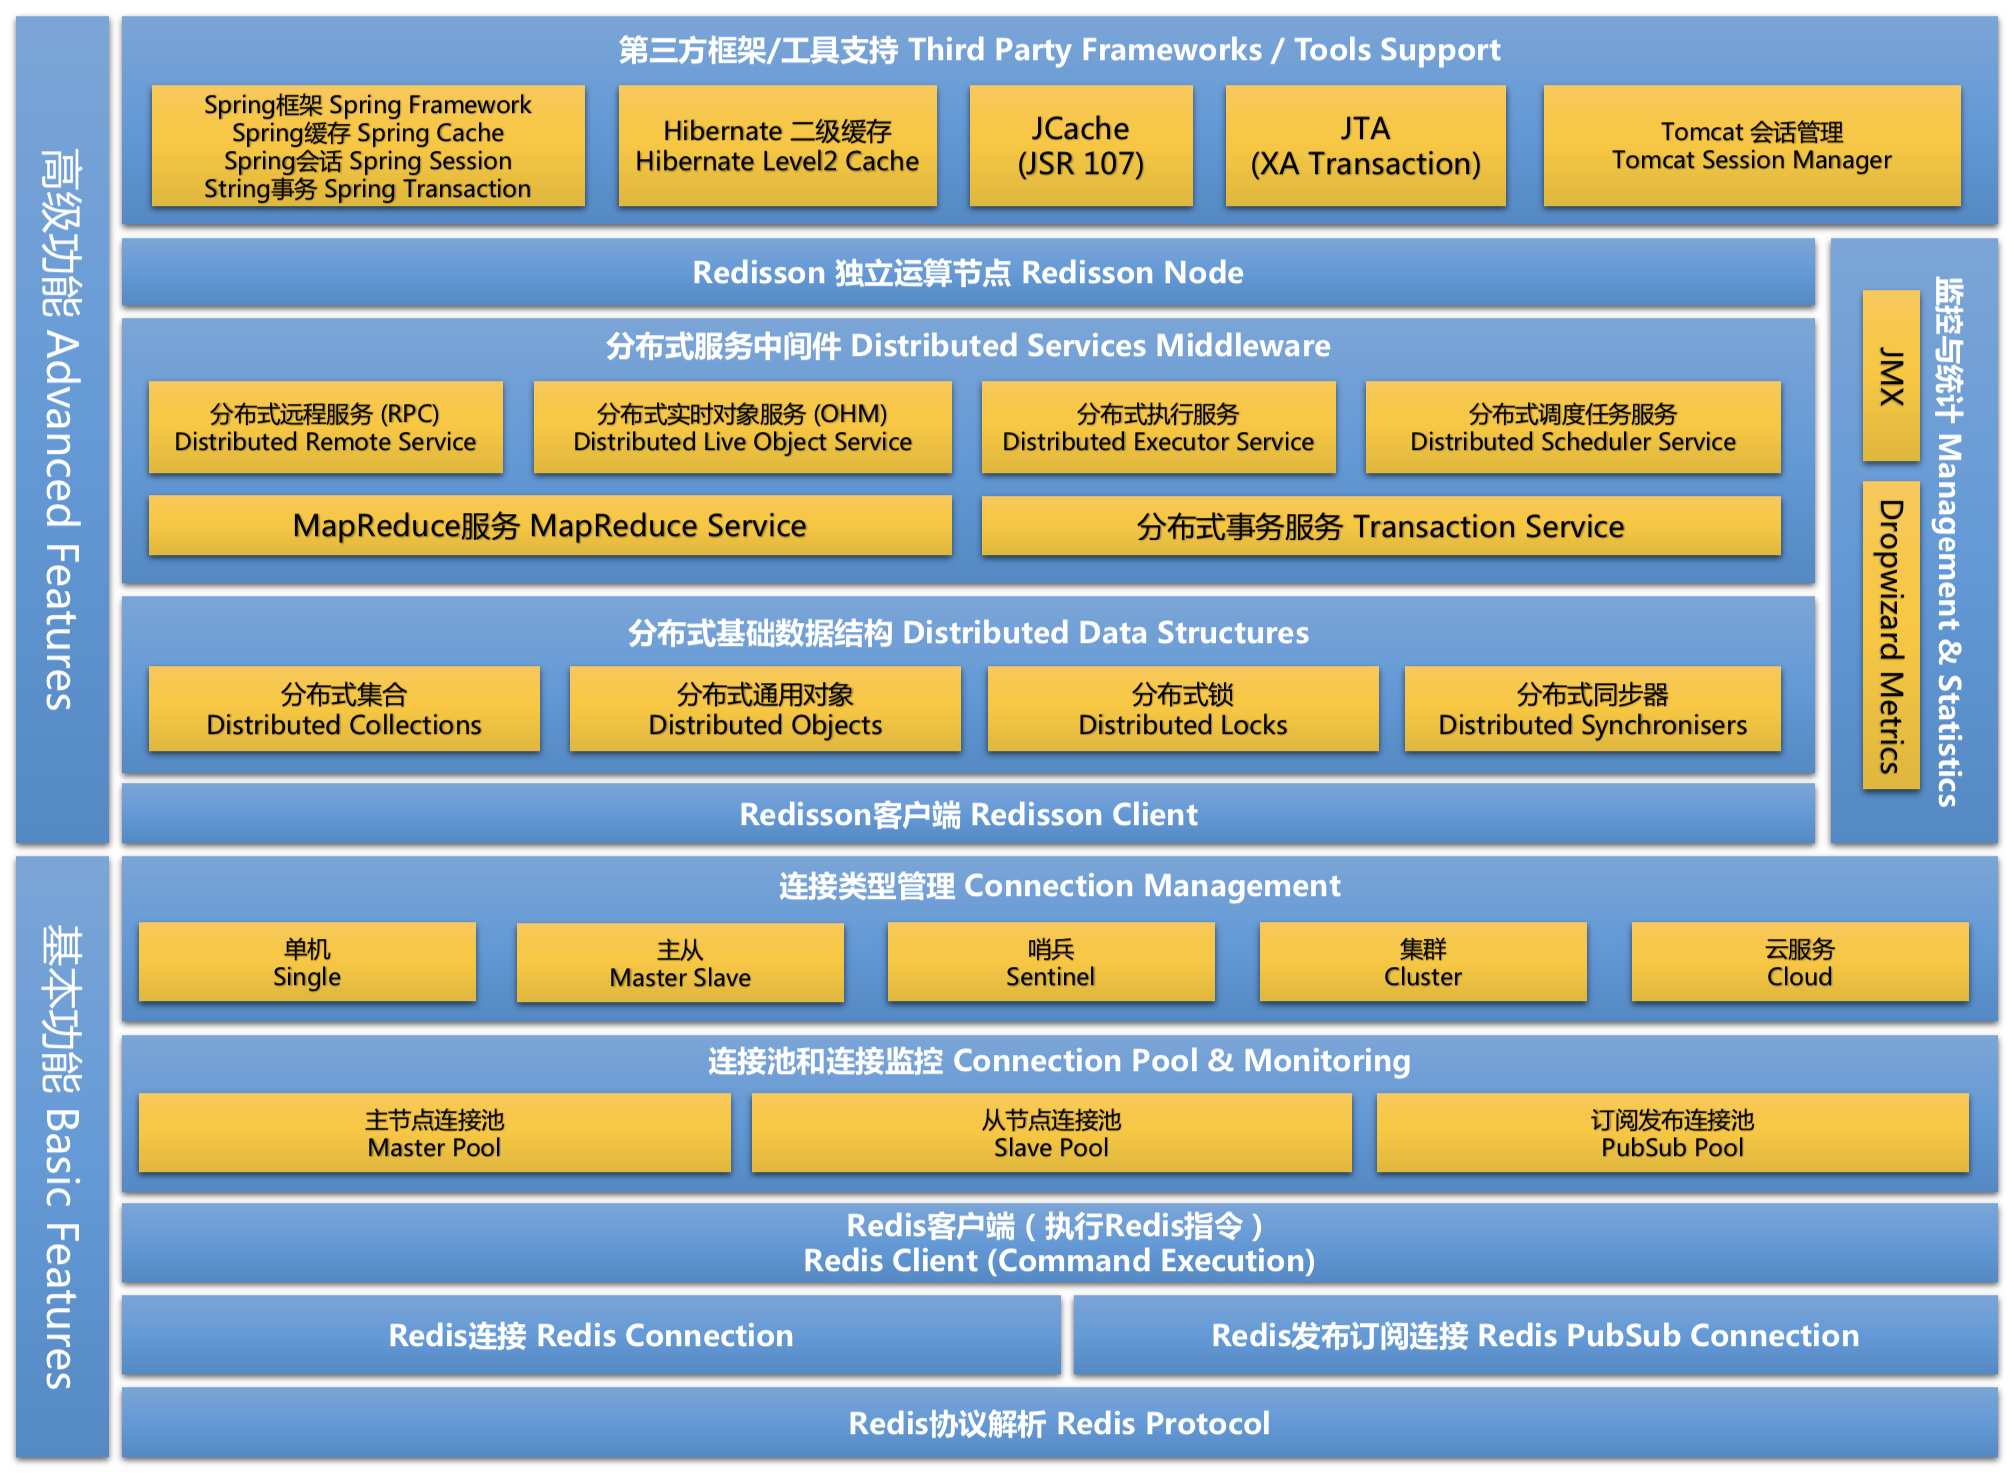 高级功能 Advanced Features
第三方框架/工具支持 Third Party Frameworks / Tools Support
Spring框架 Spring Framework
Spring缓存 Spring Cache
Spring会话 Spring Session
String事务 Spring Transaction
Hibernate 二级缓存
Hibernate Level2 Cache
JCache
(JSR 107)
JTA
(XA Transaction)
Tomcat 会话管理
Tomcat Session Manager
Redisson 独立运算节点 Redisson Node
分布式服务中间件 Distributed Services Middleware
分布式远程服务 (RPC)
Distributed Remote Service
分布式实时对象服务 (OHM)
Distributed Live Object Service
分布式执行服务
Distributed Executor Service
分布式调度任务服务
Distributed Scheduler Service
MapReduce服务 MapReduce Service
分布式事务服务 Transaction Service
分布式基础数据结构 Distributed Data Structures
分布式集合
Distributed Collections
分布式通用对象
Distributed Objects
分布式锁
Distributed Locks
分布式同步器
Distributed Synchronisers
Redisson客户端 Redisson Client
监控与统计 Management & Statistics
JMX
Dropwizard Metrics
基本功能 Basic Features
连接类型管理 Connection Management
单机
Single
主从
Master Slave
哨兵
Sentinel
集群
Cluster
云服务
Cloud
连接池和连接监控 Connection Pool & Monitoring
主节点连接池
Master Pool
从节点连接池
Slave Pool
订阅发布连接池
PubSub Pool
Redis客户端（执行Redis指令）
Redis Client (Command Execution)
Redis连接 Redis Connection
Redis发布订阅连接 Redis PubSub Connection
Redis协议解析 Redis Protocol